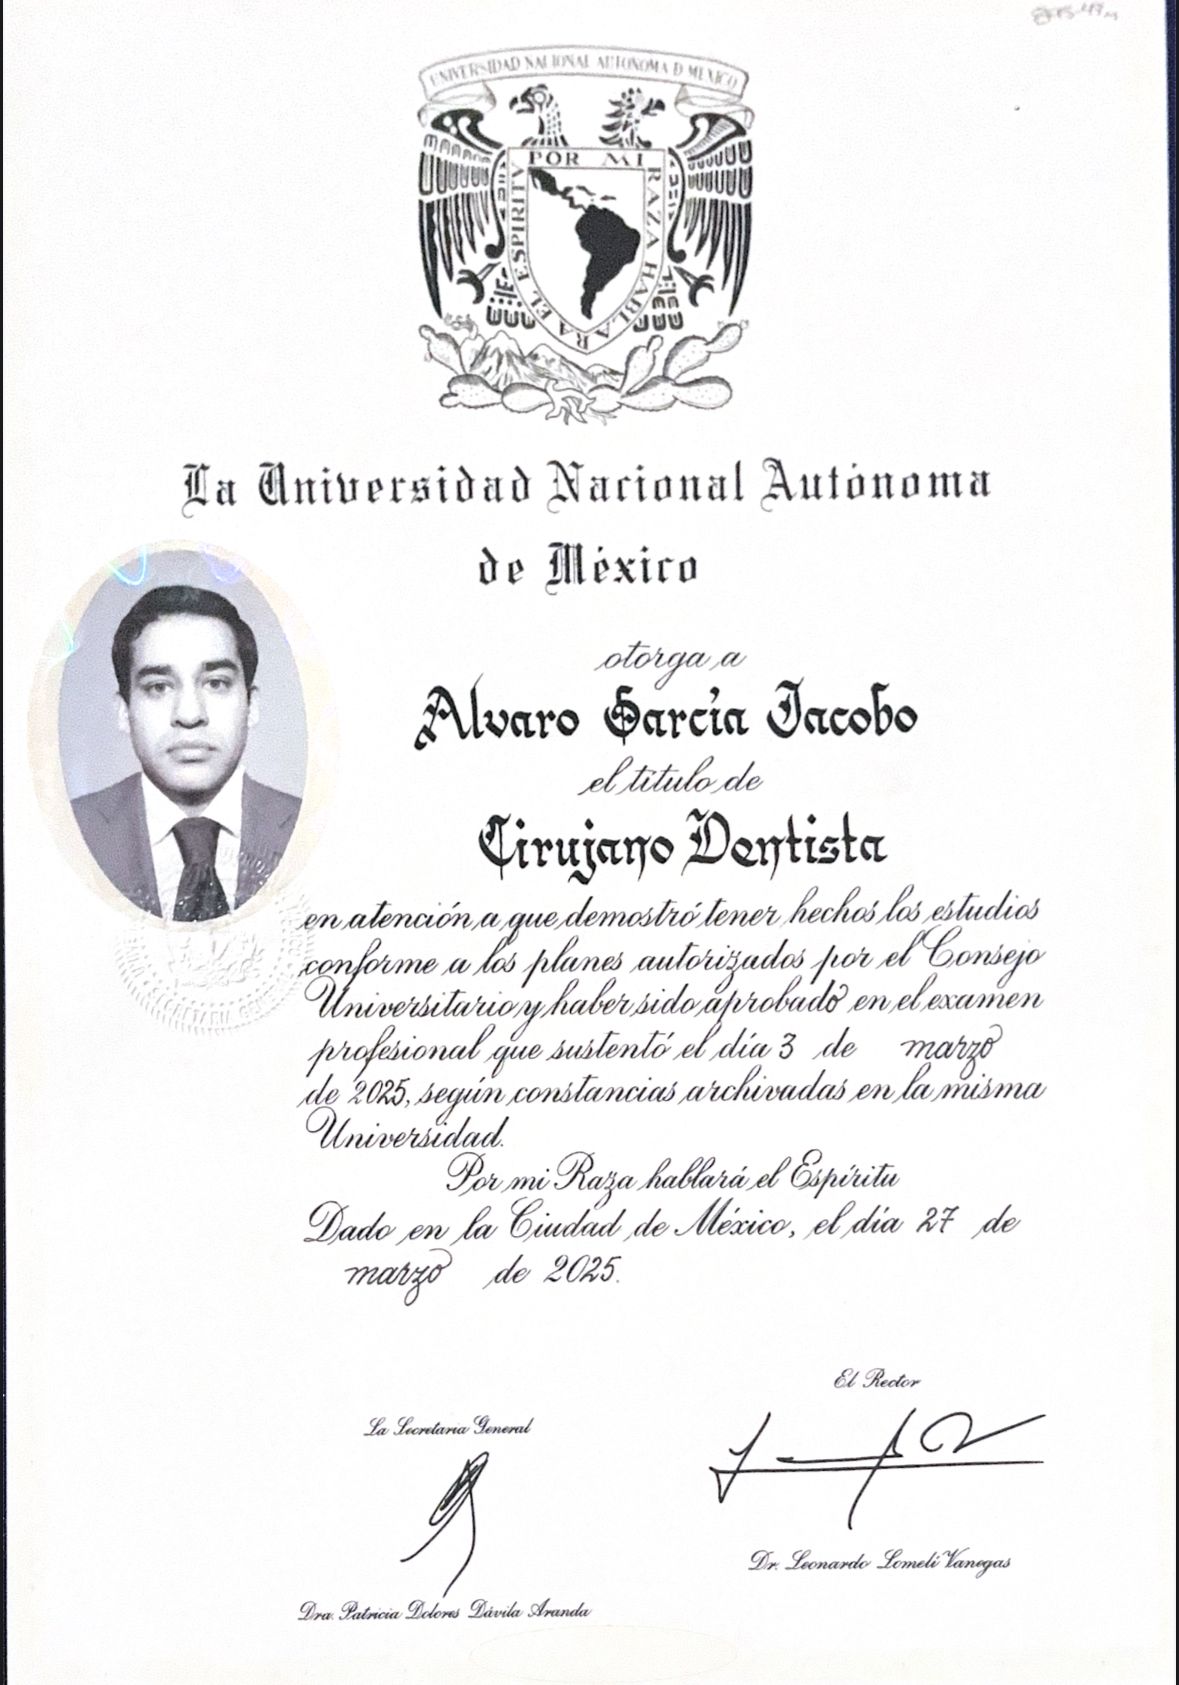 UNIVERSIDAD NACIONAL AUTONOMA D MEXICO
POR MI RAZA HABLARA EL ESPIRITV
La Universidad Nacional Autónoma
de México
otorga a
Alvaro García Jacobo
el título de
Cirujano Dentista
en atención a que demostró tener hechos los estudios
conforme a los planes autorizados por el Consejo
Universitario y haber sido aprobado en el examen
profesional que sustentó el día 3 de marzo
de 2025, según constancias archivadas en la misma
Universidad.
Por mi Raza hablará el Espíritu
Dado en la Ciudad de México, el día 27 de
marzo de 2025.
El Rector
La Secretaria General
Dr. Leonardo Lomelí Vanegas
Dra. Patricia Dolores Dávila Aranda